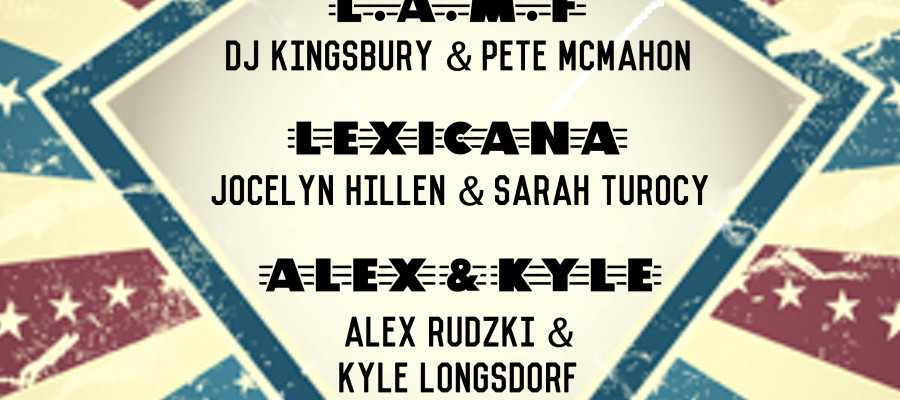 L.A.M.F
DJ KINGSBURY & PETE MCMAHON
LEXICANA
JOCELYN HILLEN & SARAH TUROCY
ALEX & KYLE
ALEX RUDZKI &
KYLE LONGSDORF